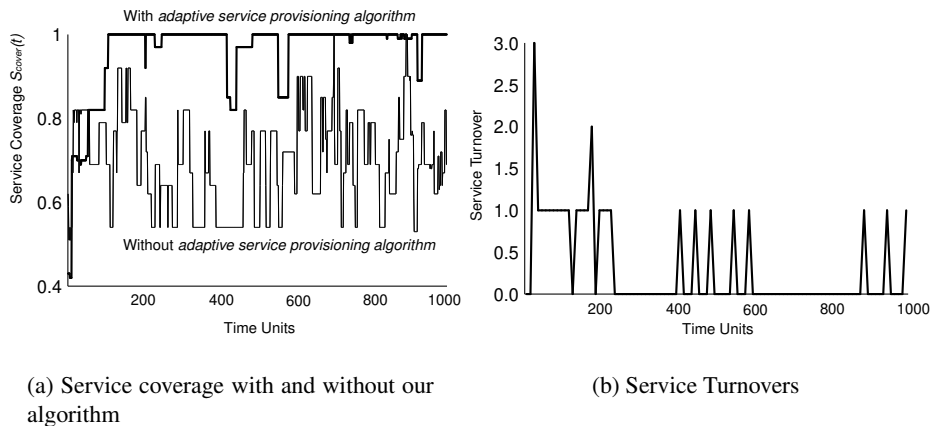 With adaptive service provisioning algorithm
Service Coverage Scover(t)
1
0.8
0.6
0.4
Without adaptive service provisioning algorithm
200
400
600
800
1000
Time Units
(a) Service coverage with and without our
algorithm
Service Turnover
3.0
2.5
2.0
1.5
1.0
0.5
0.0
200
400
600
800
1000
Time Units
(b) Service Turnovers